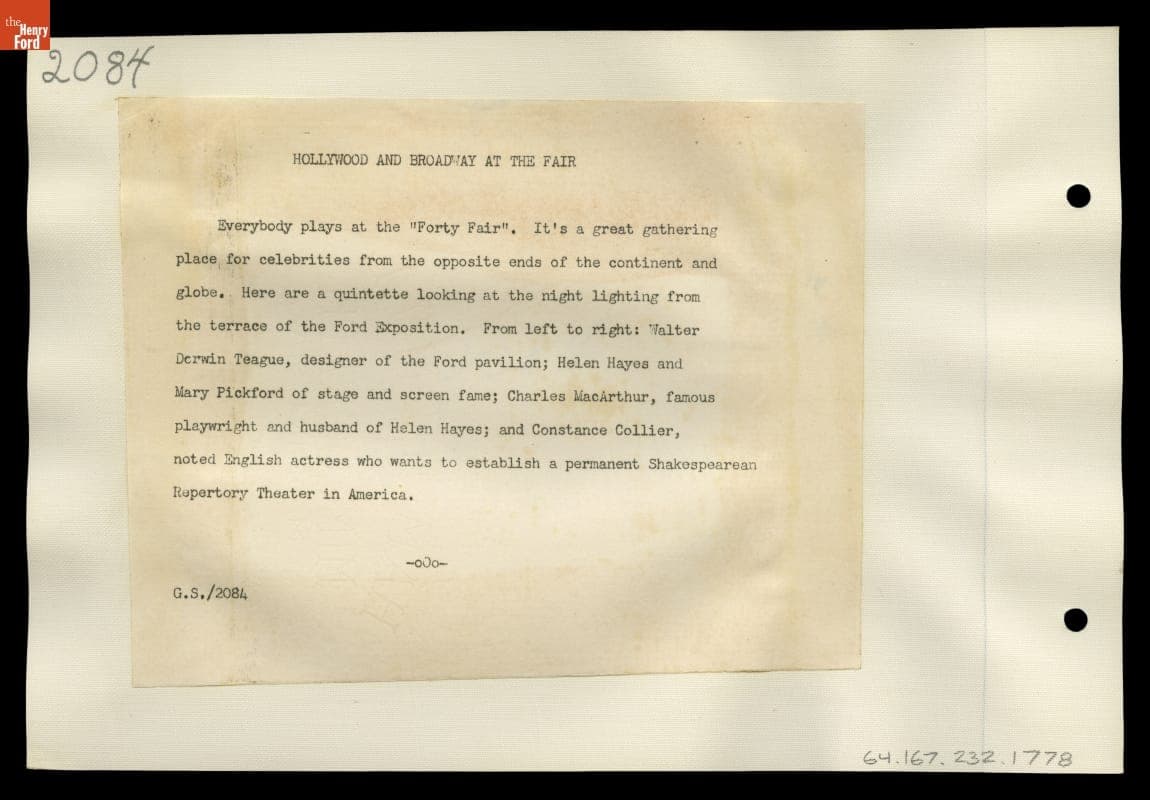 the
Henry
Ford
2084
HOLLYWOOD AND BROADWAY AT THE FAIR
Everybody plays at the "Forty Fair". It's a great gathering
place for celebrities from the opposite ends of the continent and
globe. Here are a quintette looking at the night lighting from
the terrace of the Ford Exposition. From left to right: Walter
Dorwin Teague, designer of the Ford pavilion; Helen Hayes and
Mary Pickford of stage and screen fame; Charles MacArthur, famous
playwright and husband of Helen Hayes; and Constance Collier,
noted English actress who wants to establish a permanent Shakespearean
Repertory Theater in America.
-oOo-
G.S./2084
64.167.232.1778